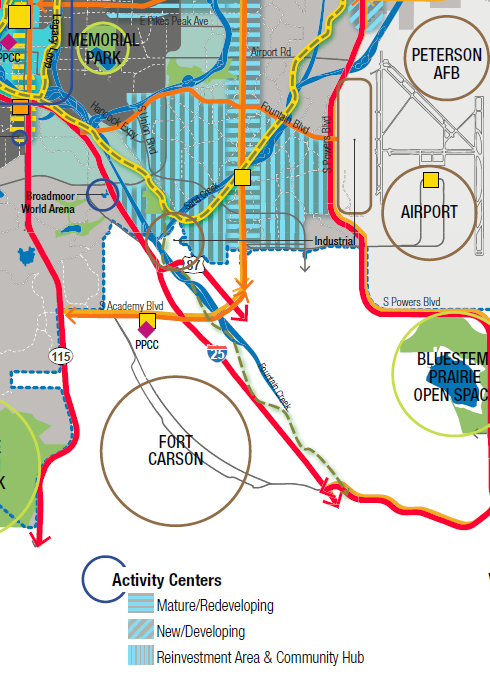 E Pikes Peak Ave
Legacy Loop
MEMORIAL
PARK
Airport Rd
PETERSON
AFB
PPCC
Hancock Expy
S Union Blvd
Fountain Blvd
S Powers Blvd
Broadmoor
World Arena
Sand Creek
AIRPORT
Industrial
87
S Academy Blvd
S Powers Blvd
PPCC
115
25
BLUESTEM
PRAIRIE
OPEN SPAC
Fountain Creek
FORT
CARSON
K
Activity Centers
Mature/Redeveloping
New/Developing
Reinvestment Area & Community Hub